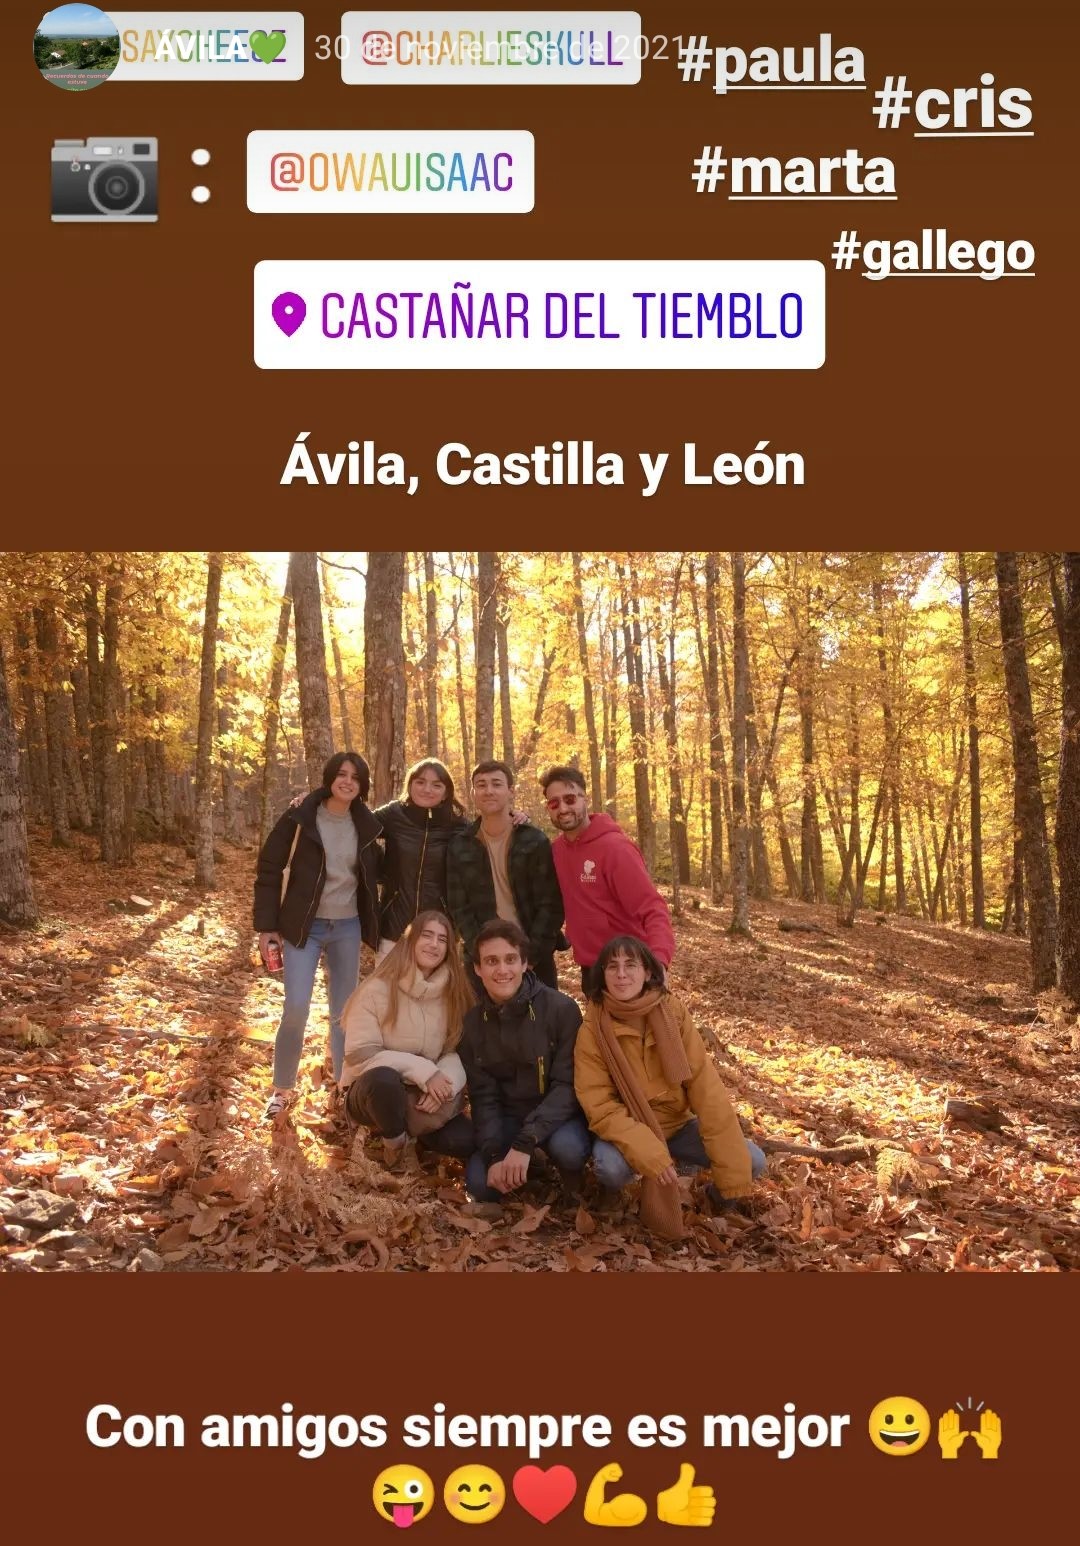 ÁVILA💚 30 de noviembre de 2021
@CHARLIESKULL
#paula
#cris
📷 : @OWAUISAAC
#marta
#gallego
CASTAÑAR DEL TIEMBLO
Ávila, Castilla y León
Con amigos siempre es mejor 😀🙌
😜😊❤️💪👍